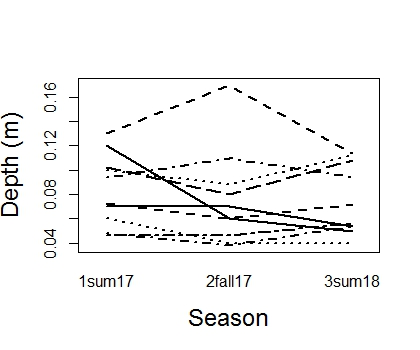 Depth (m)
0.16
0.12
0.08
0.04
1sum17 2fall17 3sum18
Season